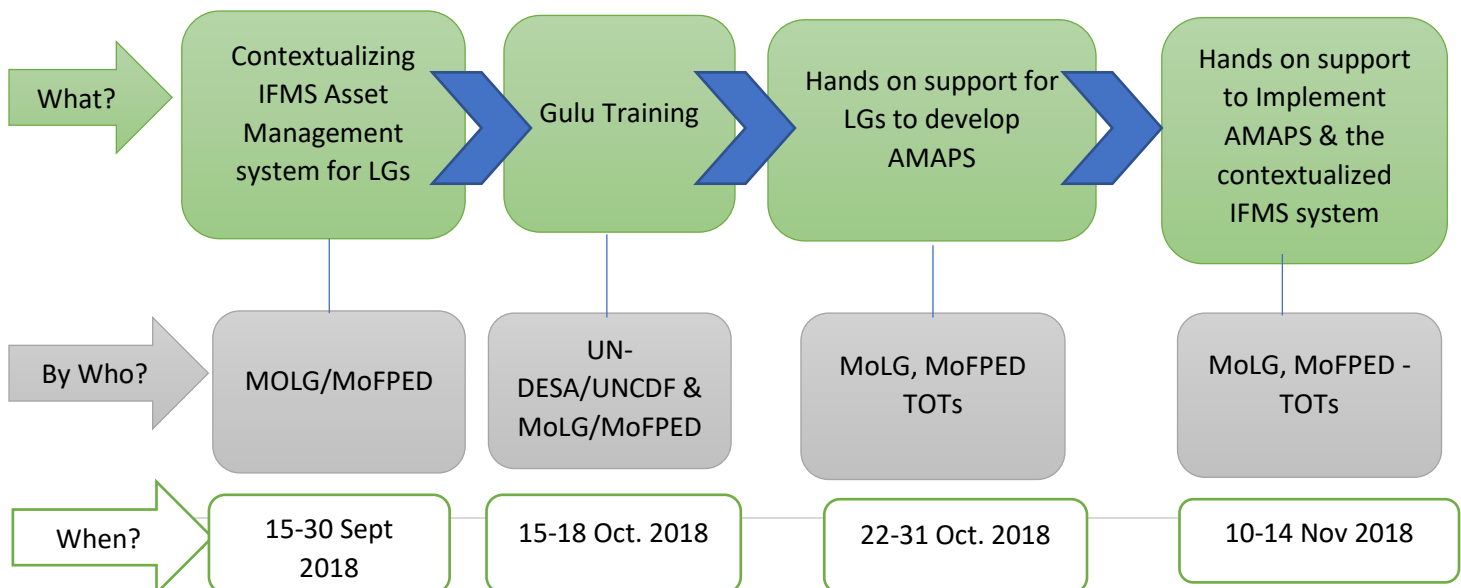 What?
Contextualizing
IFMS Asset
Management
system for LGs
Gulu Training
Hands on support for
LGs to develop
AMAPS
Hands on support
to Implement
AMAPS & the
contextualized
IFMS system
By Who?
MOLG/MoFPED
UN-
DESA/UNCDF &
MoLG/MoFPED
MoLG, MoFPED
TOTs
MoLG, MoFPED -
TOTs
When?
15-30 Sept
2018
15-18 Oct. 2018
22-31 Oct. 2018
10-14 Nov 2018